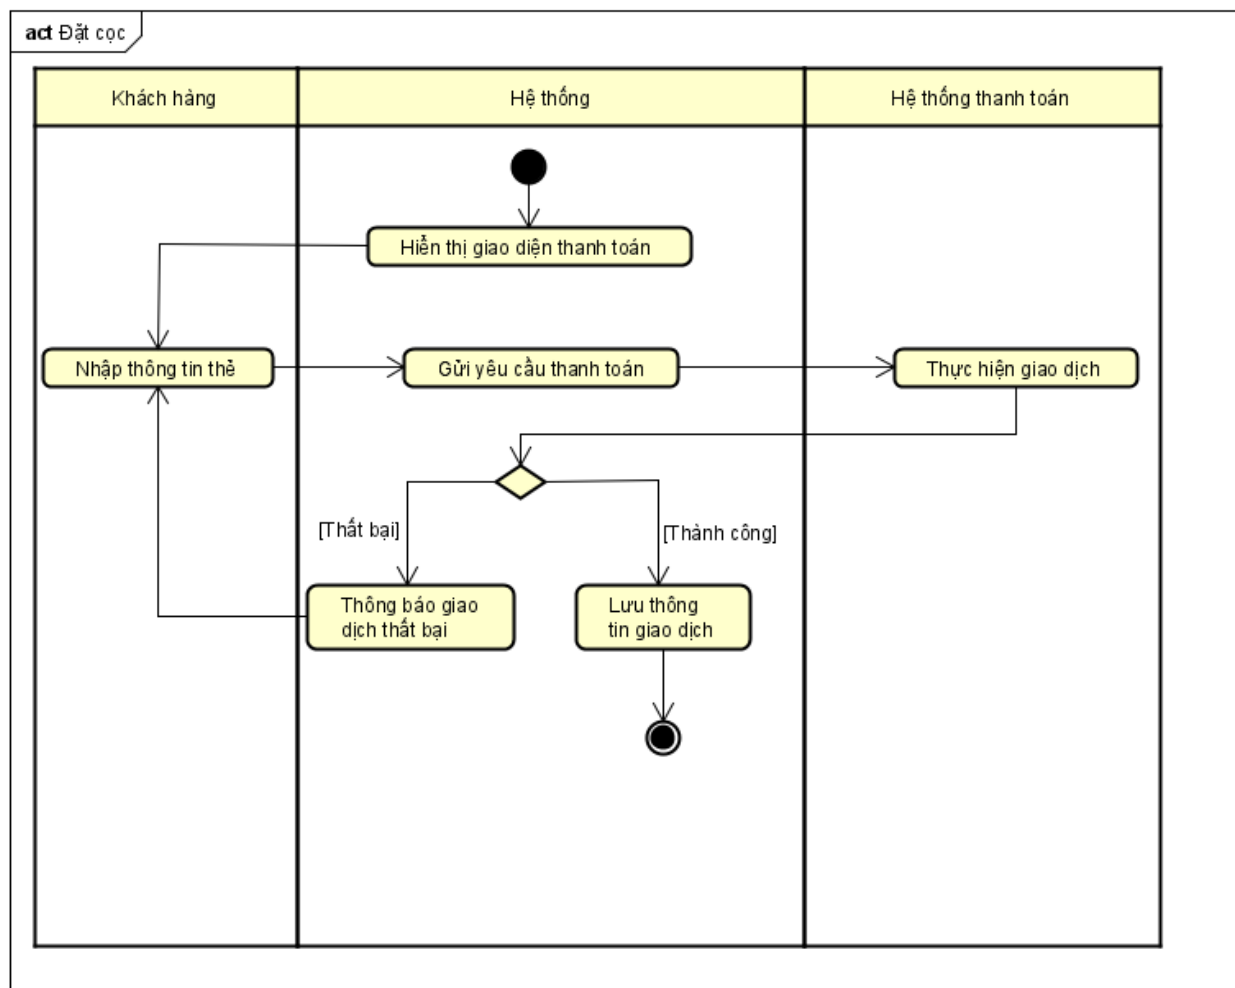 act Đặt cọc
Khách hàng
Hệ thống
Hệ thống thanh toán
Hiển thị giao diện thanh toán
Nhập thông tin thẻ
Gửi yêu cầu thanh toán
Thực hiện giao dịch
[Thất bại]
[Thành công]
Thông báo giao
dịch thất bại
Lưu thông
tin giao dịch